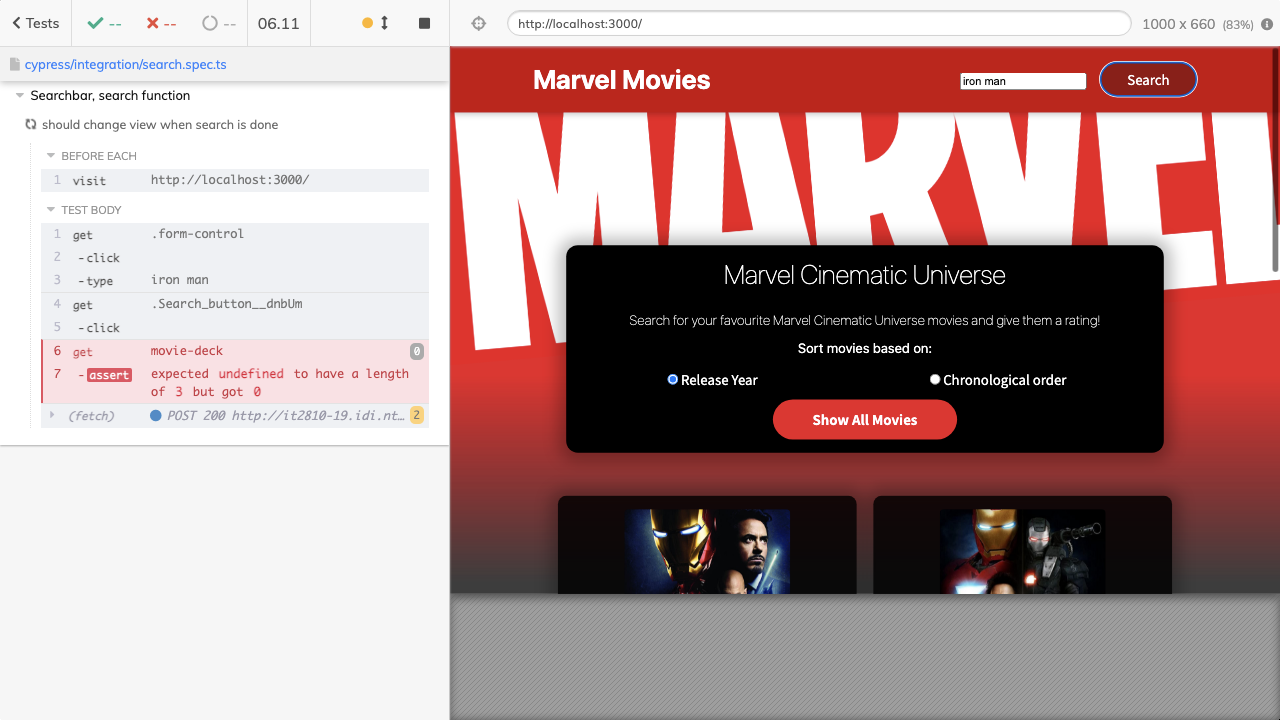 Tests
--
--
--
06.11
http://localhost:3000/
1000 x 660 (83%)
cypress/integration/search.spec.ts
Searchbar, search function
should change view when search is done
BEFORE EACH
1 visit http://localhost:3000/
TEST BODY
1 get .form-control
2 -click
3 -type iron man
4 get .Search_button__dnbUm
5 -click
6 get movie-deck 0
7 -assert expected undefined to have a length
of 3 but got 0
(fetch) POST 200 http://it2810-19.idi.nt… 2
Marvel Movies
iron man
Search
MARVEL
Marvel Cinematic Universe
Search for your favourite Marvel Cinematic Universe movies and give them a rating!
Sort movies based on:
Release Year
Chronological order
Show All Movies